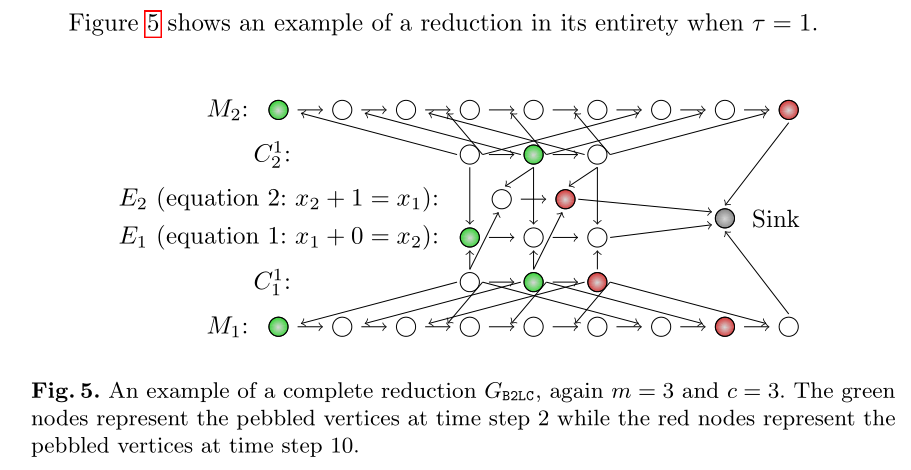 Figure 5 shows an example of a reduction in its entirety when τ = 1.
M₂:
C₂¹:
E₂ (equation 2: x₂ + 1 = x₁):
Sink
E₁ (equation 1: x₁ + 0 = x₂):
C₁¹:
M₁:
Fig. 5. An example of a complete reduction G_B2LC, again m = 3 and c = 3. The green
nodes represent the pebbled vertices at time step 2 while the red nodes represent the
pebbled vertices at time step 10.